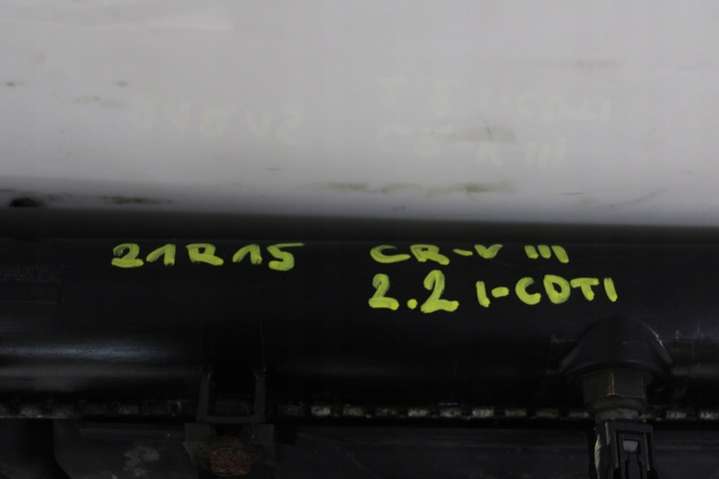 21R15 CR-V III
2.2 I-CDTI